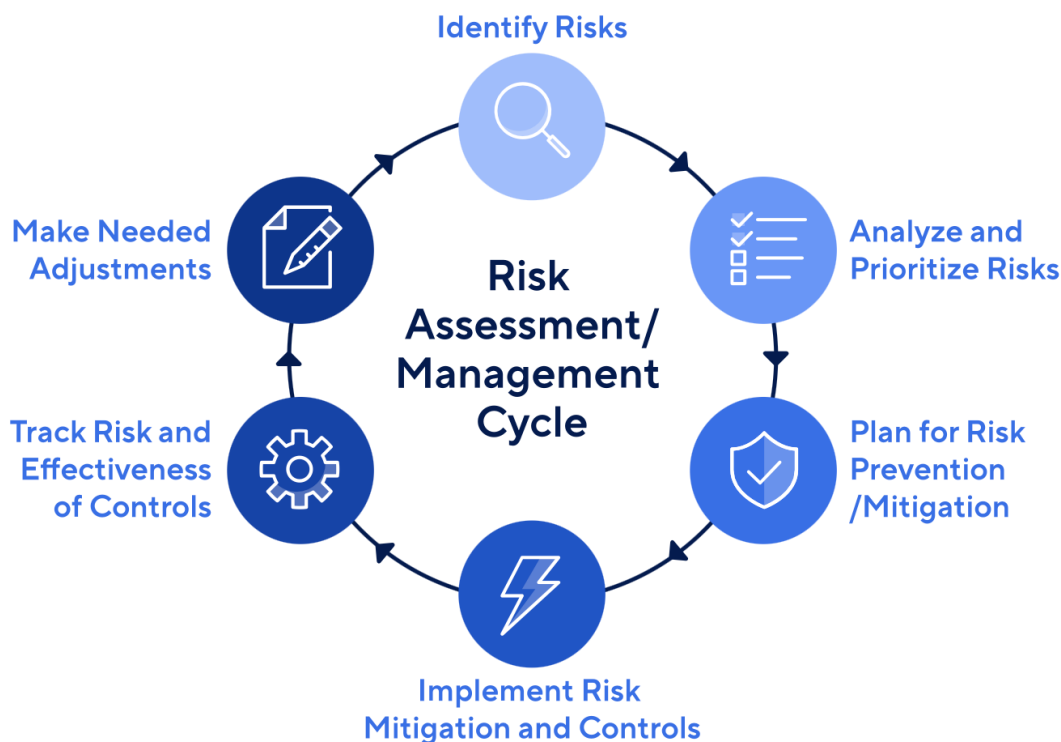 Identify Risks
Make Needed
Adjustments
Analyze and
Prioritize Risks
Risk
Assessment/
Management
Cycle
Track Risk and
Effectiveness
of Controls
Plan for Risk
Prevention
/Mitigation
Implement Risk
Mitigation and Controls